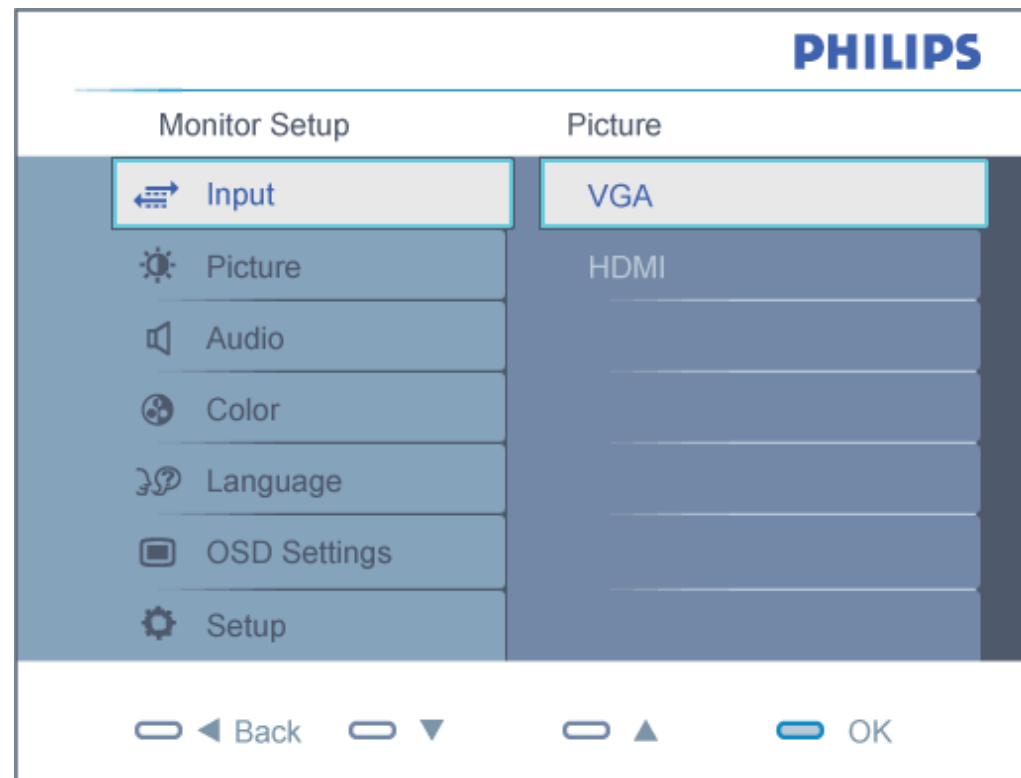 PHILIPS
Monitor Setup Picture
Input VGA
Picture HDMI
Audio
Color
Language
OSD Settings
Setup
Back OK